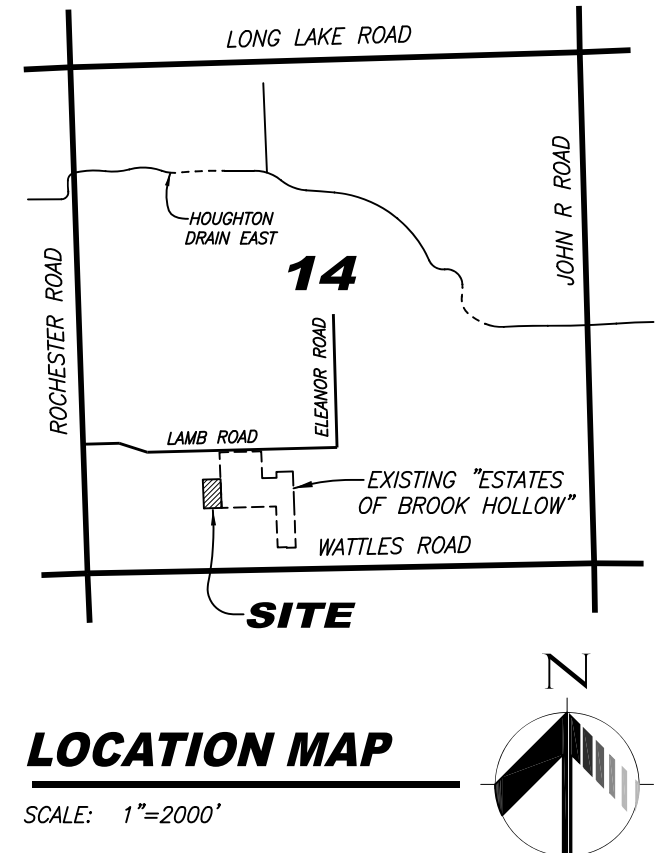 LONG LAKE ROAD
JOHN R ROAD
HOUGHTON
DRAIN EAST
14
ROCHESTER ROAD
ELEANOR ROAD
LAMB ROAD
EXISTING "ESTATES
OF BROOK HOLLOW"
WATTLES ROAD
SITE
N
LOCATION MAP
SCALE: 1"=2000'